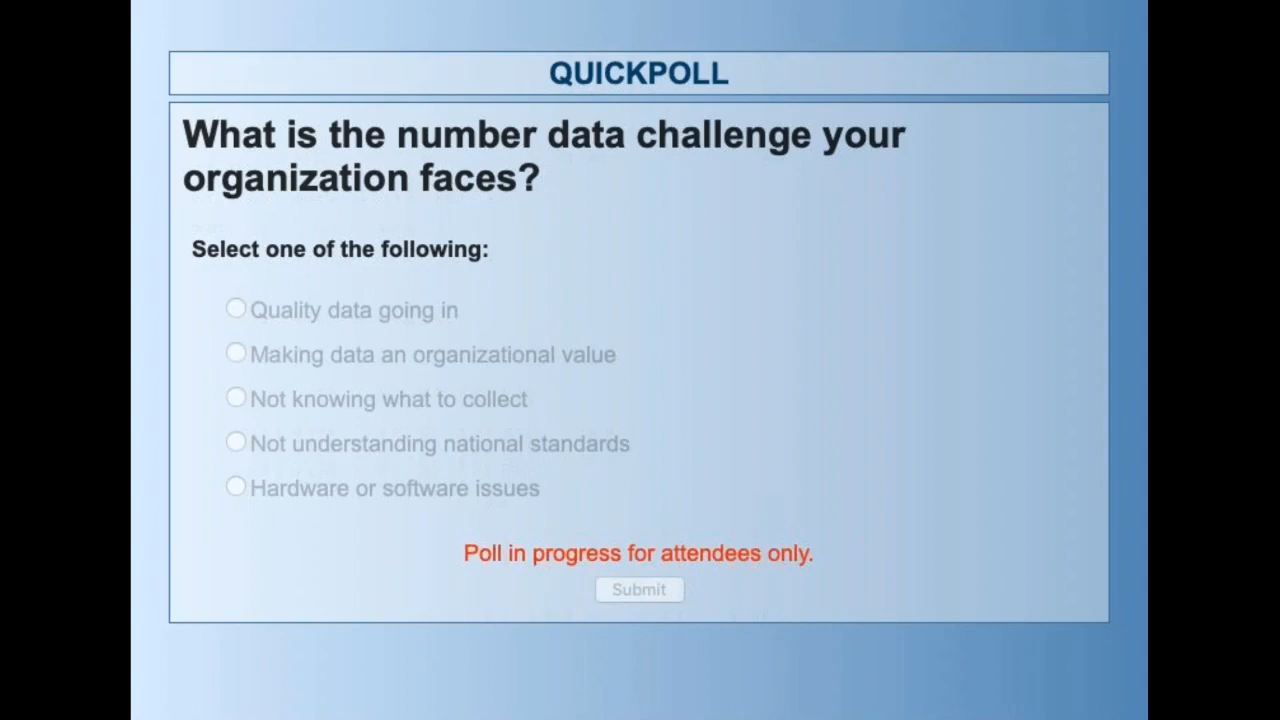 QUICKPOLL
What is the number data challenge your
organization faces?
Select one of the following:
Quality data going in
Making data an organizational value
Not knowing what to collect
Not understanding national standards
Hardware or software issues
Poll in progress for attendees only.
Submit